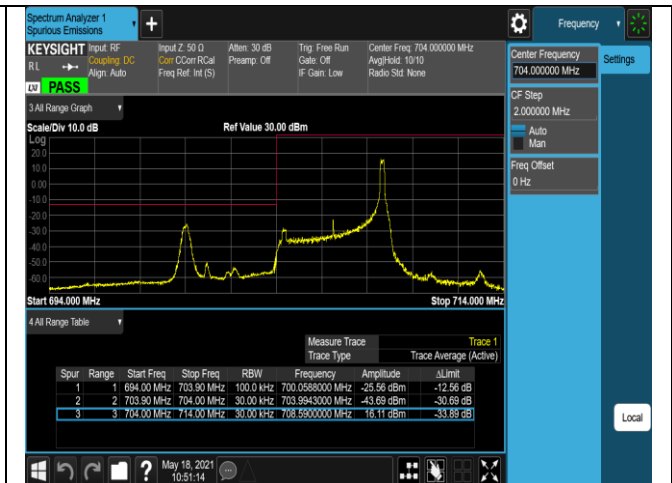 Spectrum Analyzer 1
Spurious Emissions
+
Frequency
KEYSIGHT Input: RF Input Z: 50 Ω Atten: 30 dB Trig: Free Run Center Freq: 704.000000 MHz
RL Coupling: DC Corr CCorr RCal Preamp: Off Gate: Off Avg|Hold: 10/10
Align: Auto Freq Ref: Int (S) IF Gain: Low Radio Std: None
LXI PASS
Center Frequency
704.000000 MHz
Settings
CF Step
2.000000 MHz
Auto
Man
Freq Offset
0 Hz
3 All Range Graph
Scale/Div 10.0 dB Ref Value 30.00 dBm
Log
20.0
10.0
0.00
-10.0
-20.0
-30.0
-40.0
-50.0
-60.0
Start 694.000 MHz Stop 714.000 MHz
4 All Range Table
Measure Trace Trace 1
Trace Type Trace Average (Active)
Spur Range Start Freq Stop Freq RBW Frequency Amplitude ΔLimit
1 1 694.00 MHz 703.90 MHz 100.0 kHz 700.0588000 MHz -25.56 dBm -12.56 dB
2 2 703.90 MHz 704.00 MHz 30.00 kHz 703.9943000 MHz -43.69 dBm -30.69 dB
3 3 704.00 MHz 714.00 MHz 30.00 kHz 708.5900000 MHz 16.11 dBm -33.89 dB
Local
?
May 18, 2021
10:51:14